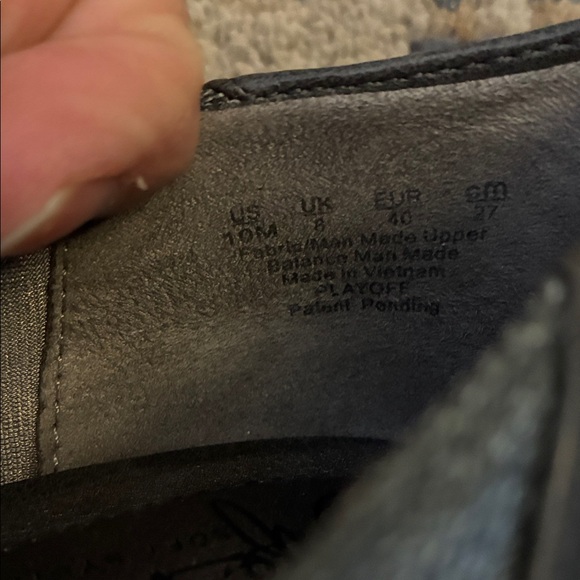 US UK EUR cm
10M 8 40 27
Fabric/Man Made Upper
Balance Man Made
Made in Vietnam
PLAYOFF
Patent Pending